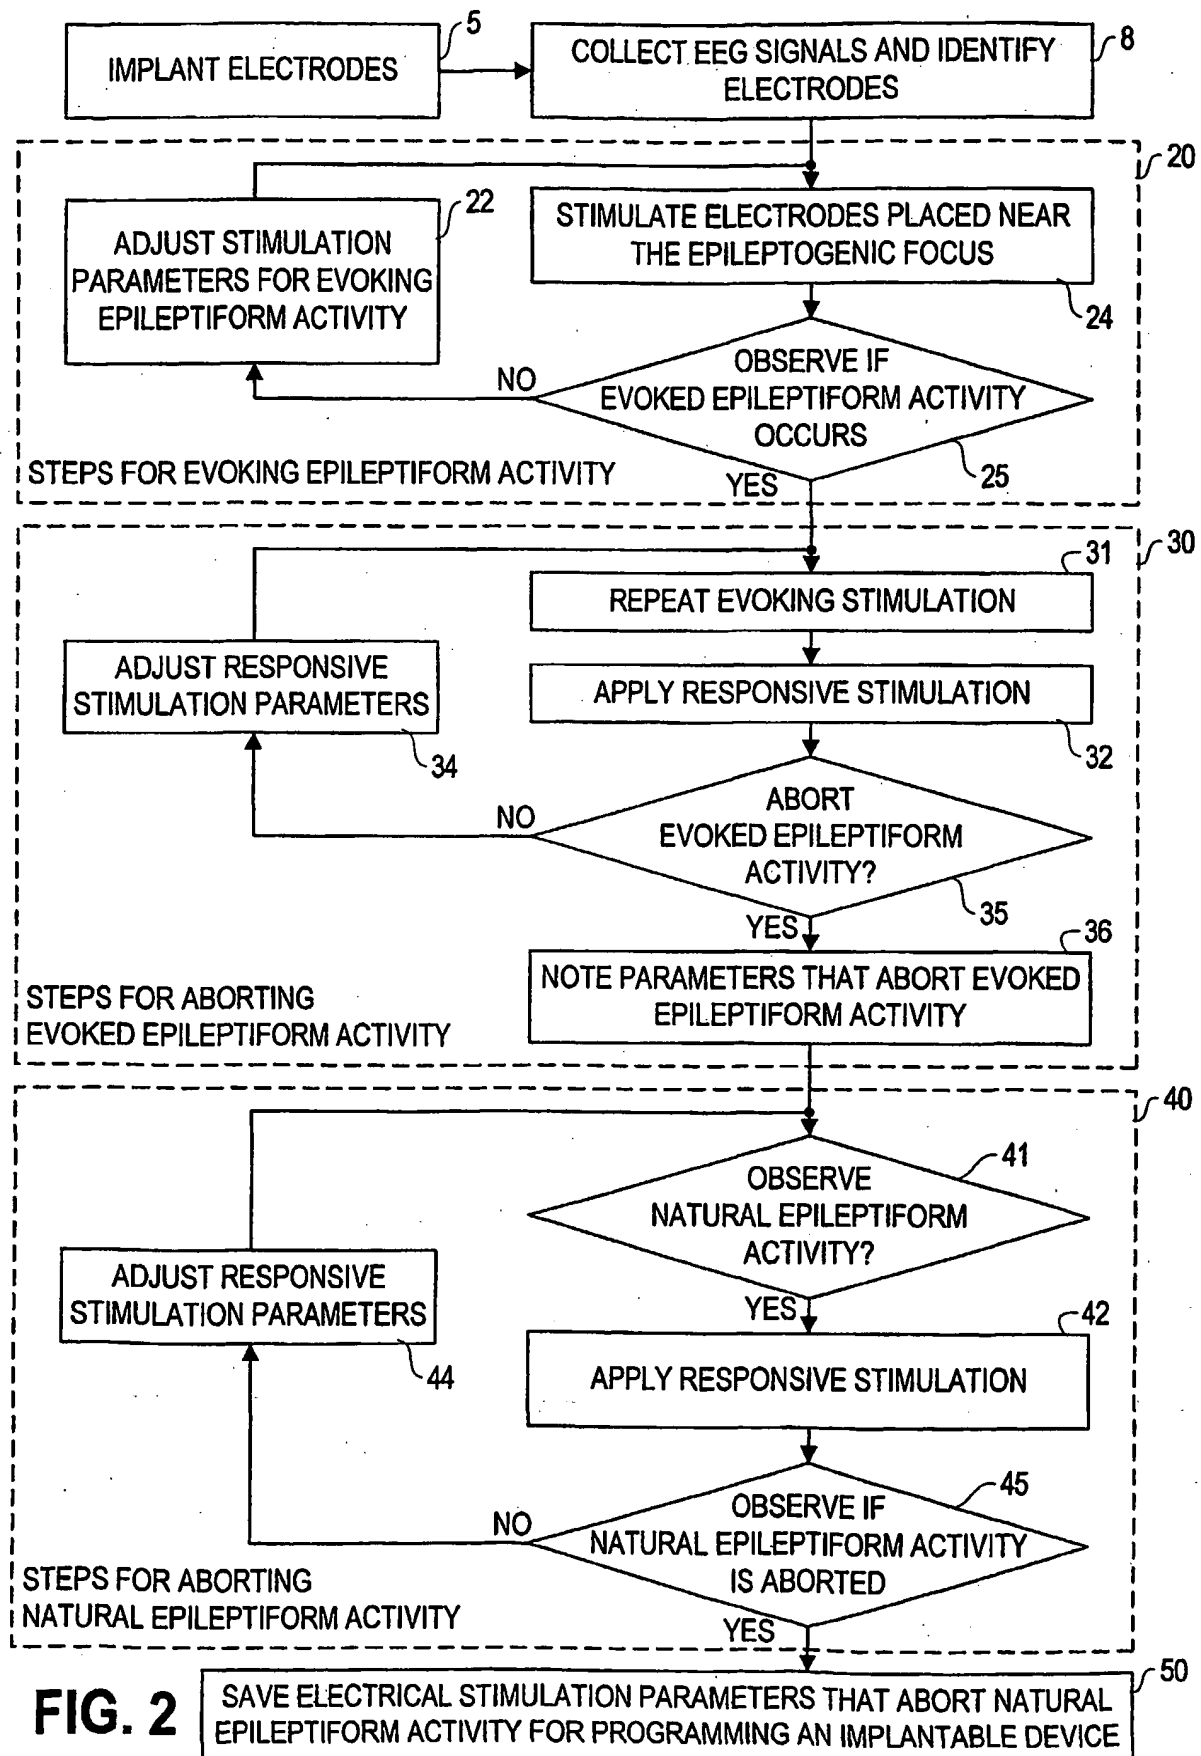 5
IMPLANT ELECTRODES
8
COLLECT EEG SIGNALS AND IDENTIFY
ELECTRODES
20
22
ADJUST STIMULATION
PARAMETERS FOR EVOKING
EPILEPTIFORM ACTIVITY
STIMULATE ELECTRODES PLACED NEAR
THE EPILEPTOGENIC FOCUS
24
NO
OBSERVE IF
EVOKED EPILEPTIFORM ACTIVITY
OCCURS
25
STEPS FOR EVOKING EPILEPTIFORM ACTIVITY
YES
30
31
REPEAT EVOKING STIMULATION
ADJUST RESPONSIVE
STIMULATION PARAMETERS
34
APPLY RESPONSIVE STIMULATION
32
NO
ABORT
EVOKED EPILEPTIFORM
ACTIVITY?
35
YES
36
NOTE PARAMETERS THAT ABORT EVOKED
EPILEPTIFORM ACTIVITY
STEPS FOR ABORTING
EVOKED EPILEPTIFORM ACTIVITY
40
41
OBSERVE
NATURAL EPILEPTIFORM
ACTIVITY?
ADJUST RESPONSIVE
STIMULATION PARAMETERS
44
YES
42
APPLY RESPONSIVE STIMULATION
45
NO
OBSERVE IF
NATURAL EPILEPTIFORM ACTIVITY
IS ABORTED
STEPS FOR ABORTING
NATURAL EPILEPTIFORM ACTIVITY
YES
50
FIG. 2
SAVE ELECTRICAL STIMULATION PARAMETERS THAT ABORT NATURAL
EPILEPTIFORM ACTIVITY FOR PROGRAMMING AN IMPLANTABLE DEVICE